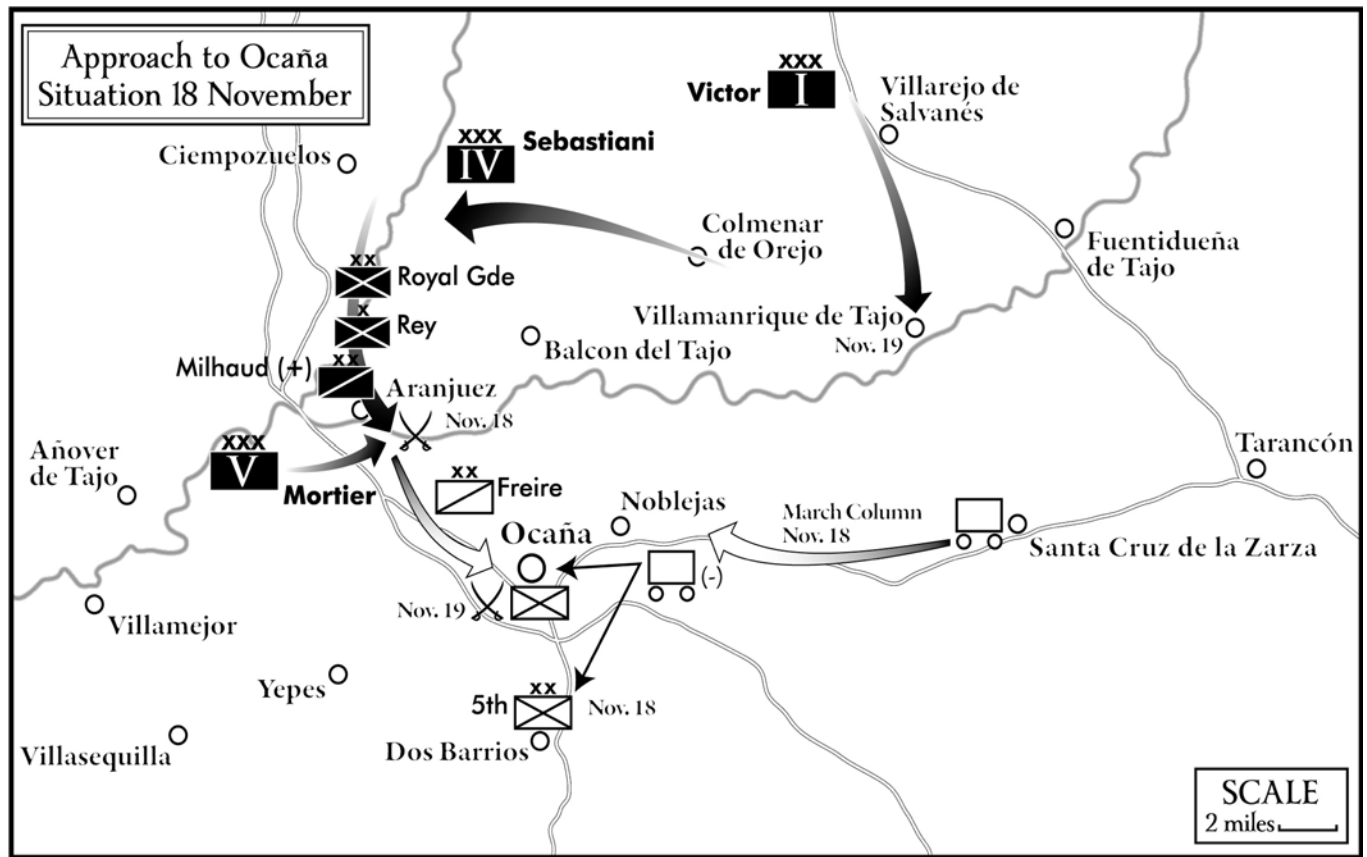 Approach to Ocaña
Situation 18 November
Ciempozuelos
XXX
IV
Sebastiani
Victor
XXX
I
Villarejo de
Salvanés
Colmenar
de Orejo
Fuentidueña
de Tajo
xx
Royal Gde
x
Rey
xx
Milhaud (+)
Aranjuez
Nov. 18
Balcon del Tajo
Villamanrique de Tajo
Nov. 19
Añover
de Tajo
XXX
V
Mortier
xx
Freire
Noblejas
Ocaña
March Column
Nov. 18
Tarancón
Santa Cruz de la Zarza
(-)
Nov. 19
Villamejor
Yepes
xx
5th
Nov. 18
Villasequilla
Dos Barrios
SCALE
2 miles